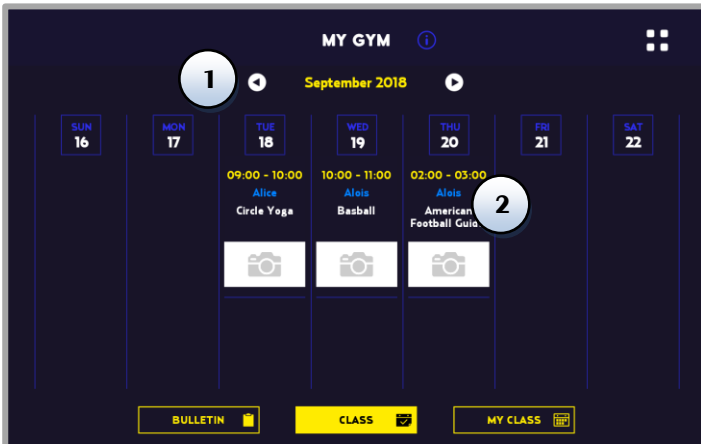 MY GYM
1
September 2018
SUN MON TUE WED THU FRI SAT
16 17 18 19 20 21 22
09:00 - 10:00 10:00 - 11:00 02:00 - 03:00
Alice Alois Alois
2
Circle Yoga Basball American
Football
BULLETIN CLASS MY CLASS